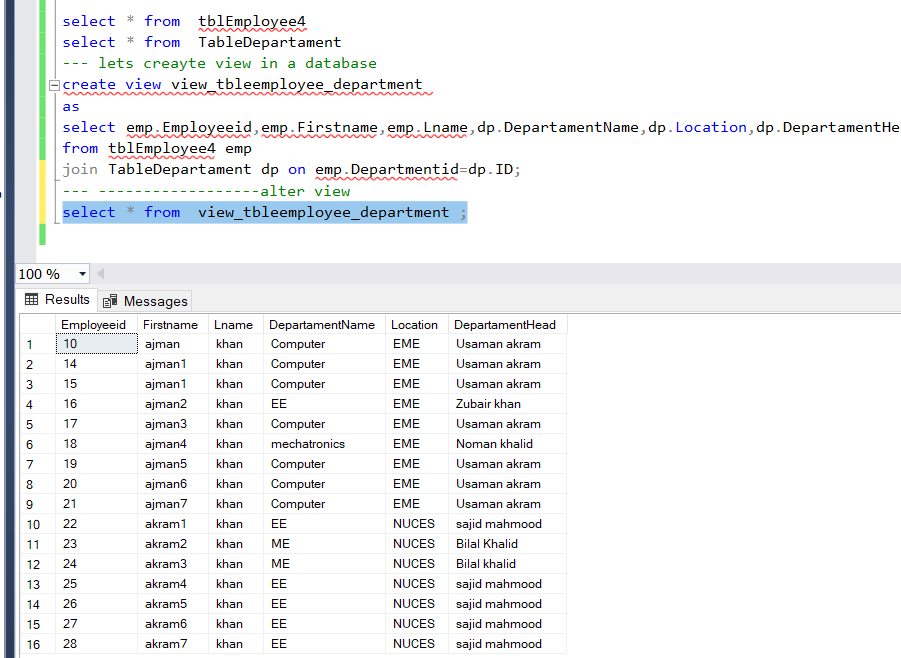 select * from  tblEmployee4
select * from  TableDepartament
--- lets creayte view in a database
create view view_tbleemployee_department
as
select emp.Employeeid,emp.Firstname,emp.Lname,dp.DepartamentName,dp.Location,dp.DepartamentHe
from tblEmployee4 emp
join TableDepartament dp on emp.Departmentid=dp.ID;
--- ------------------alter view
select * from  view_tbleemployee_department ;
100 %
Results Messages
Employeeid Firstname Lname DepartamentName Location DepartamentHead
1 10 ajman khan Computer EME Usaman akram
2 14 ajman1 khan Computer EME Usaman akram
3 15 ajman1 khan Computer EME Usaman akram
4 16 ajman2 khan EE EME Zubair khan
5 17 ajman3 khan Computer EME Usaman akram
6 18 ajman4 khan mechatronics EME Noman khalid
7 19 ajman5 khan Computer EME Usaman akram
8 20 ajman6 khan Computer EME Usaman akram
9 21 ajman7 khan Computer EME Usaman akram
10 22 akram1 khan EE NUCES sajid mahmood
11 23 akram2 khan ME NUCES Bilal Khalid
12 24 akram3 khan ME NUCES Bilal khalid
13 25 akram4 khan EE NUCES sajid mahmood
14 26 akram5 khan EE NUCES sajid mahmood
15 27 akram6 khan EE NUCES sajid mahmood
16 28 akram7 khan EE NUCES sajid mahmood